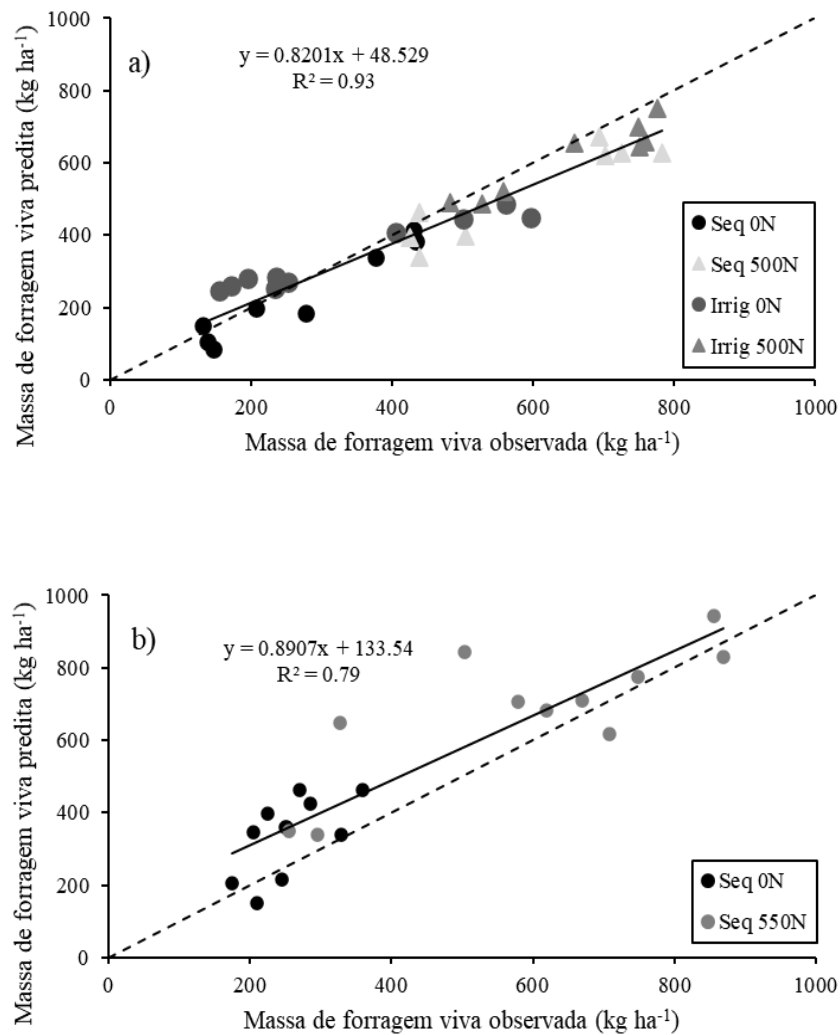 a)
y = 0.8201x + 48.529
R² = 0.93
Massa de forragem viva predita (kg ha⁻¹)
1000
800
600
400
200
0
Seq 0N
Seq 500N
Irrig 0N
Irrig 500N
0 200 400 600 800 1000
Massa de forragem viva observada (kg ha⁻¹)
b)
y = 0.8907x + 133.54
R² = 0.79
Massa de forragem viva predita (kg ha⁻¹)
1000
800
600
400
200
0
Seq 0N
Seq 550N
0 200 400 600 800 1000
Massa de forragem viva observada (kg ha⁻¹)